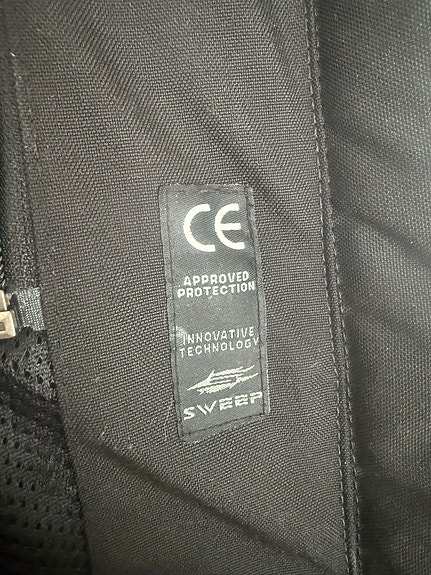 CE
APPROVED
PROTECTION
INNOVATIVE
TECHNOLOGY
SWEEP